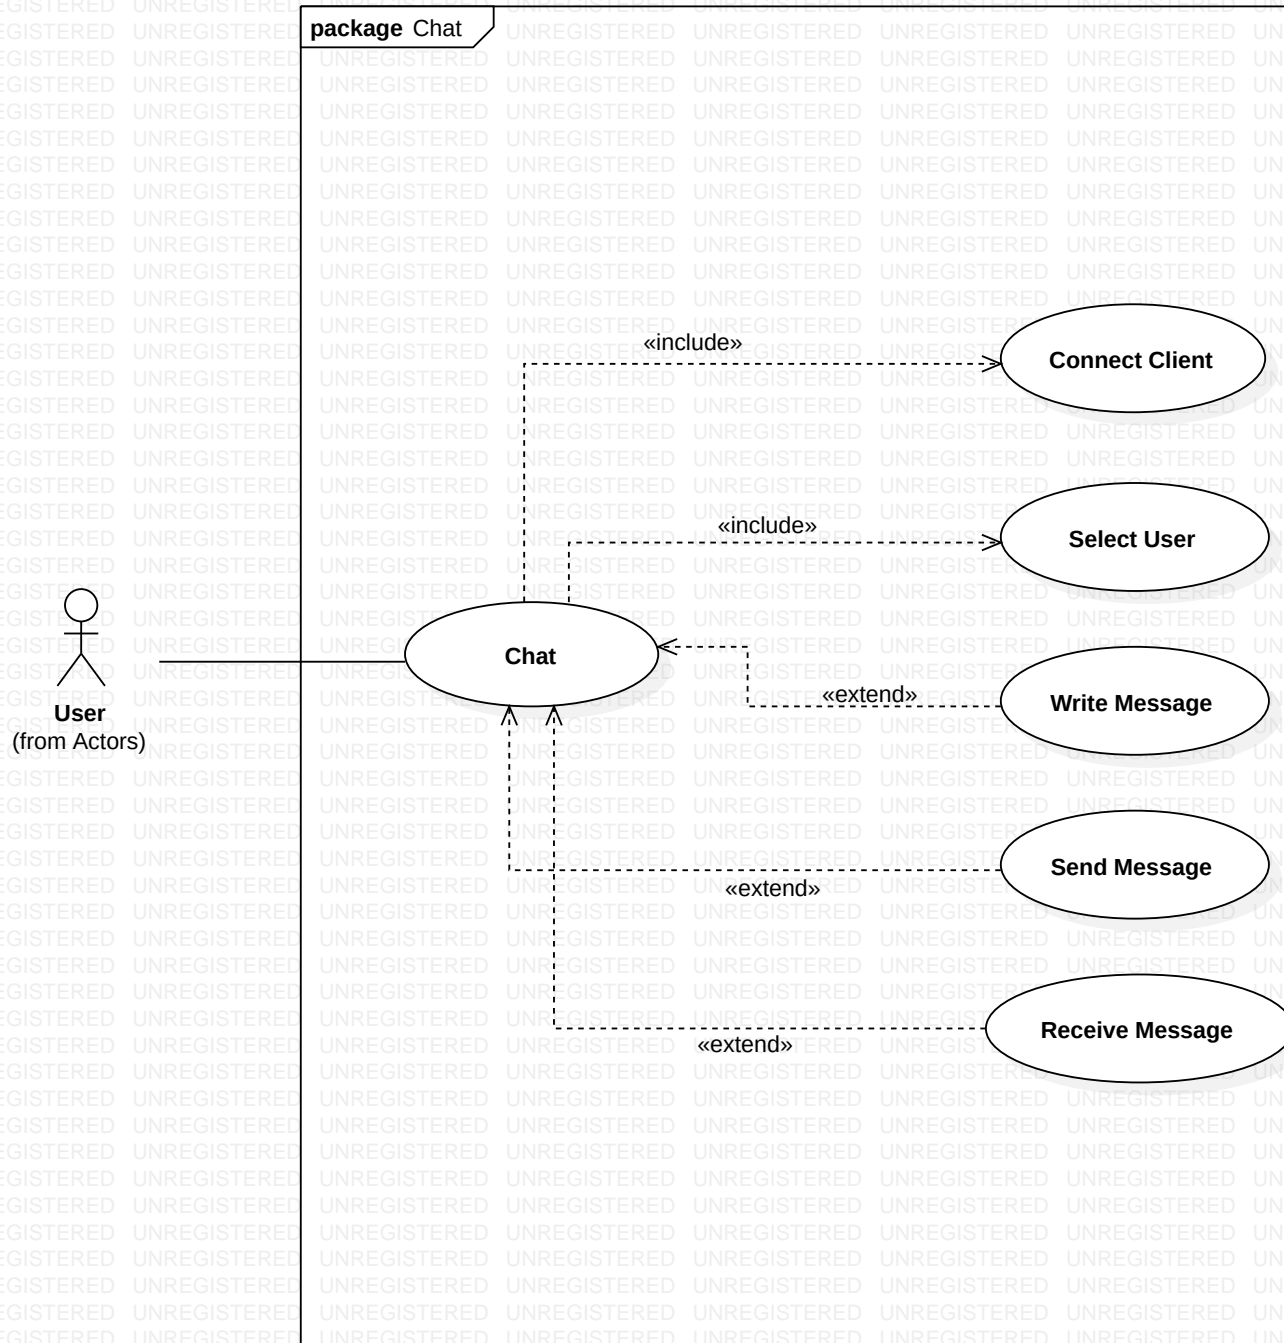 package Chat
«include»
Connect Client
«include»
Select User
Chat
User
(from Actors)
«extend»
Write Message
Send Message
«extend»
Receive Message
«extend»
UNREGISTERED